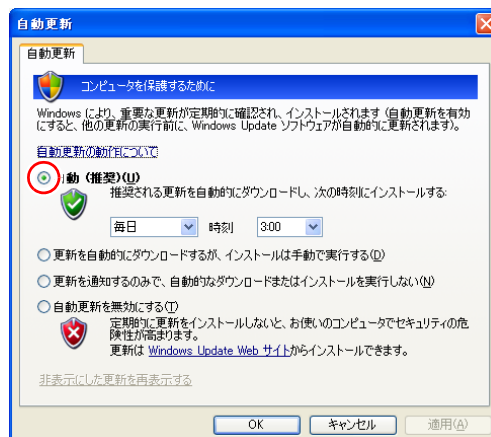 自動更新
自動更新
コンピュータを保護するために
Windows により、重要な更新が定期的に確認され、インストールされます (自動更新を有効
にすると、他の更新の実行前に、Windows Update ソフトウェアが自動的に更新されます)。
自動更新の動作について
動 (推奨)(U)
推奨される更新を自動的にダウンロードし、次の時刻にインストールする:
毎日 時刻 3:00
更新を自動的にダウンロードするが、インストールは手動で実行する(D)
更新を通知するのみで、自動的なダウンロードまたはインストールを実行しない(N)
自動更新を無効にする(T)
定期的に更新をインストールしないと、お使いのコンピュータでセキュリティの危
険性が高まります。
更新は Windows Update Web サイトからインストールできます。
非表示にした更新を再表示する
OK キャンセル 適用(A)